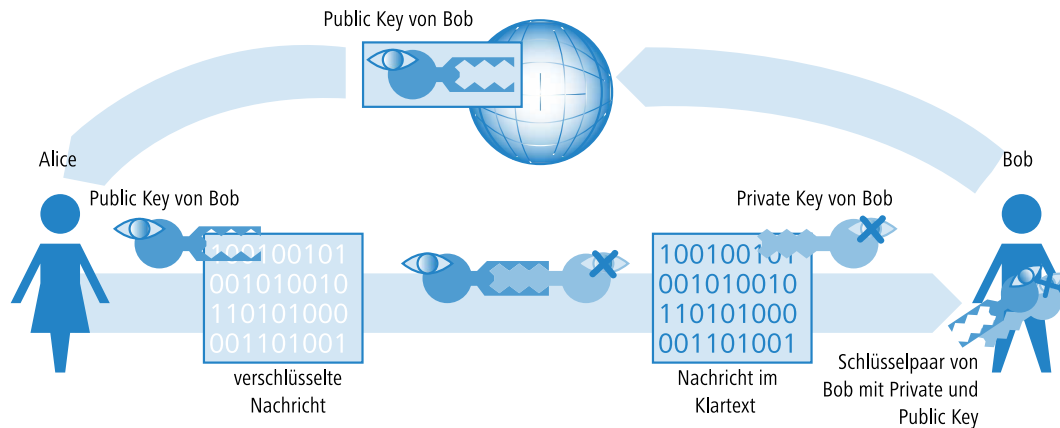 Public Key von Bob
Alice
Bob
Public Key von Bob
Private Key von Bob
100100101
001010010
110101000
001101001
100100101
001010010
110101000
001101001
verschlüsselte
Nachricht
Nachricht im
Klartext
Schlüsselpaar von
Bob mit Private und
Public Key